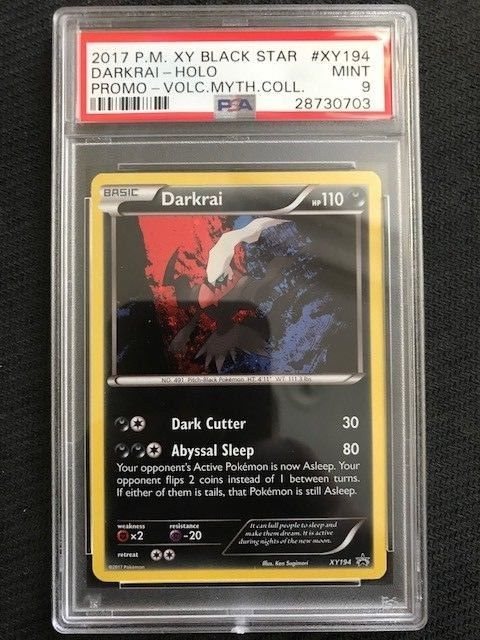 2017 P.M. XY BLACK STAR #XY194
DARKRAI - HOLO MINT
PROMO - VOLC.MYTH.COLL. 9
PSA 28730703
BASIC Darkrai HP110
NO. 491 Pitch-Black Pokémon HT. 4'11" WT. 111.3 lbs
Dark Cutter 30
Abyssal Sleep 80
Your opponent's Active Pokémon is now Asleep. Your
opponent flips 2 coins instead of 1 between turns.
If either of them is tails, that Pokémon is still Asleep.
weakness resistance
×2 -20
retreat
It can lull people to sleep and
make them dream. It is active
during nights of the new moon.
©2017 Pokémon Illus. Ken Sugimori XY194